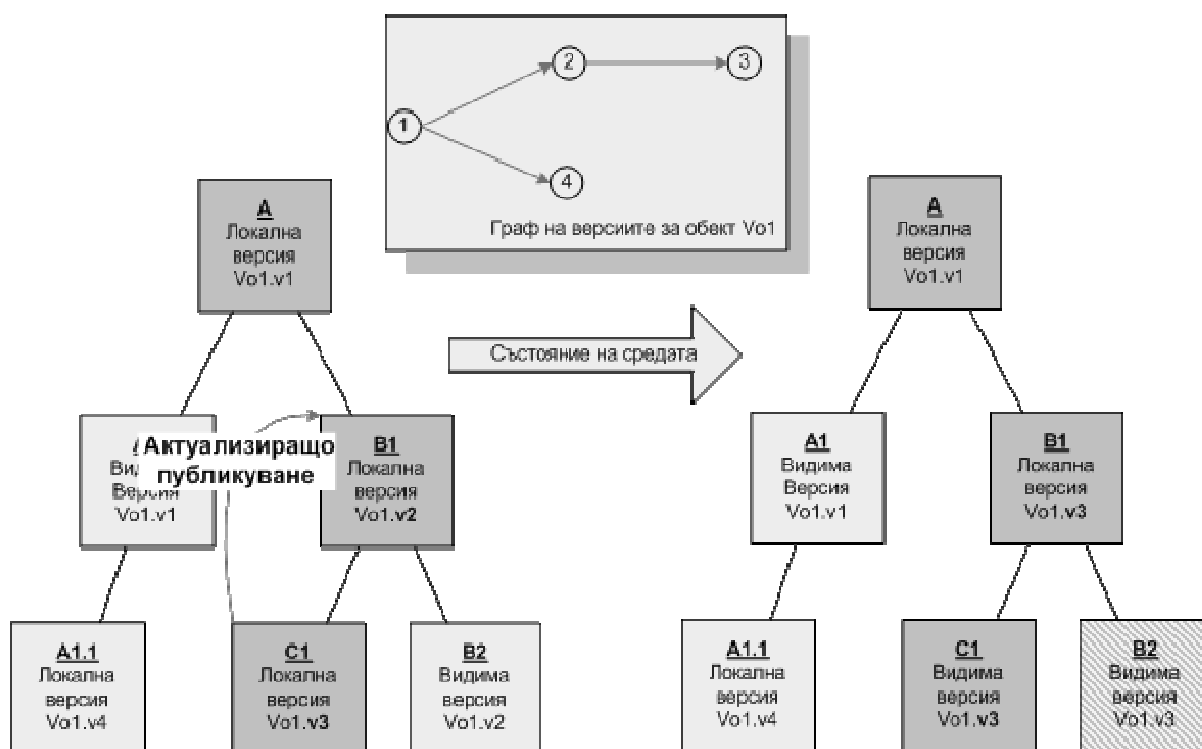 2
3
1
4
Граф на версиите за обект Vo1
A
Локална
версия
Vo1.v1
A
Локална
версия
Vo1.v1
Състояние на средата
Актуализиращо
публикуване
Версия
Vo1.v1
B1
Локална
версия
Vo1.v2
A1
Видима
Версия
Vo1.v1
B1
Локална
версия
Vo1.v3
A1.1
Локална
версия
Vo1.v4
C1
Локална
версия
Vo1.v3
B2
Видима
версия
Vo1.v2
A1.1
Локална
версия
Vo1.v4
C1
Видима
версия
Vo1.v3
B2
Видима
версия
Vo1.v3